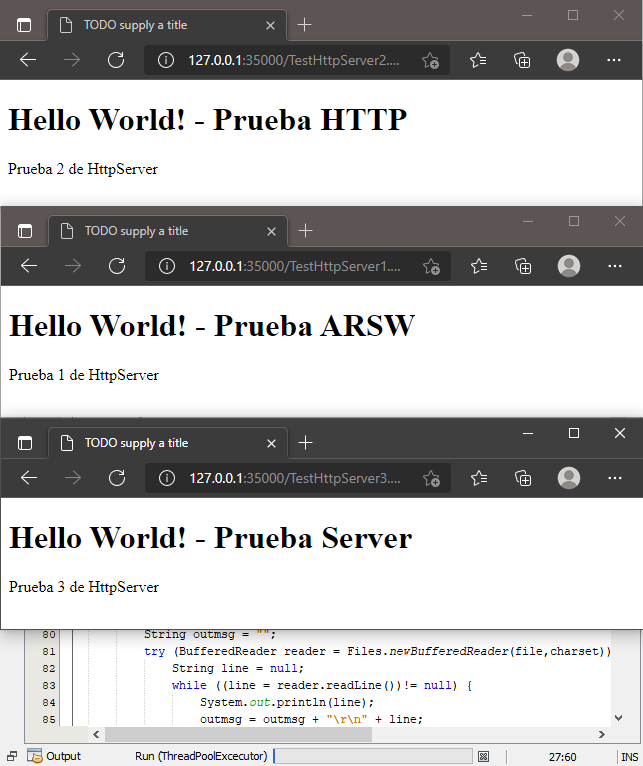 TODO supply a title
127.0.0.1:35000/TestHttpServer2....
Hello World! - Prueba HTTP
Prueba 2 de HttpServer
TODO supply a title
127.0.0.1:35000/TestHttpServer1....
Hello World! - Prueba ARSW
Prueba 1 de HttpServer
TODO supply a title
127.0.0.1:35000/TestHttpServer3....
Hello World! - Prueba Server
Prueba 3 de HttpServer
80 String outmsg = "";
81 try (BufferedReader reader = Files.newBufferedReader(file,charset))
82 String line = null;
83 while ((line = reader.readLine())!= null) {
84 System.out.println(line);
85 outmsg = outmsg + "\r\n" + line;
Output Run (ThreadPoolExcecutor) 27:60 INS